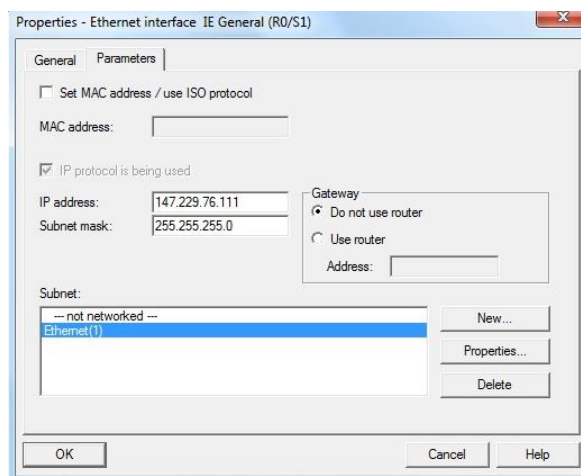 Properties - Ethernet interface IE General (R0/S1)
General Parameters
Set MAC address / use ISO protocol
MAC address:
IP protocol is being used
IP address: 147.229.76.111
Subnet mask: 255.255.255.0
Gateway
Do not use router
Use router
Address:
Subnet:
--- not networked ---
Ethernet(1)
New...
Properties...
Delete
OK Cancel Help